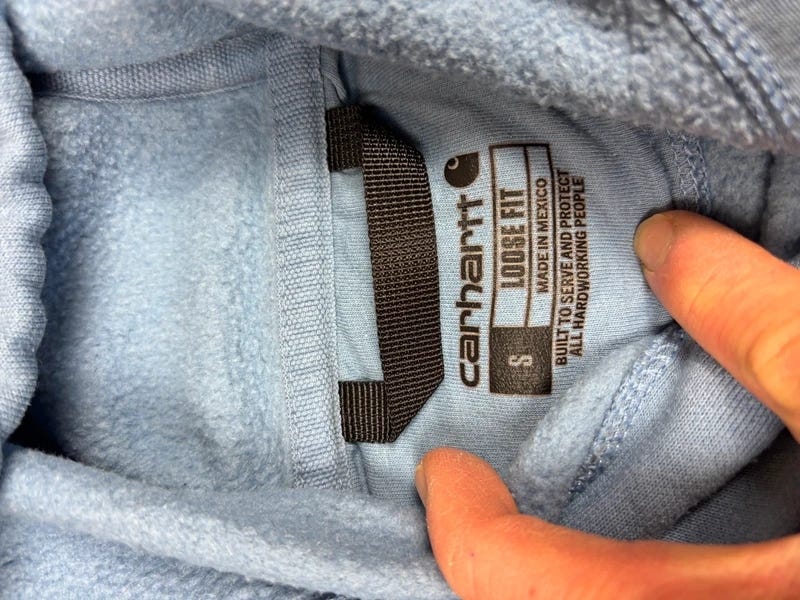 carhartt
S LOOSE FIT
MADE IN MEXICO
BUILT TO SERVE AND PROTECT
ALL HARDWORKING PEOPLE